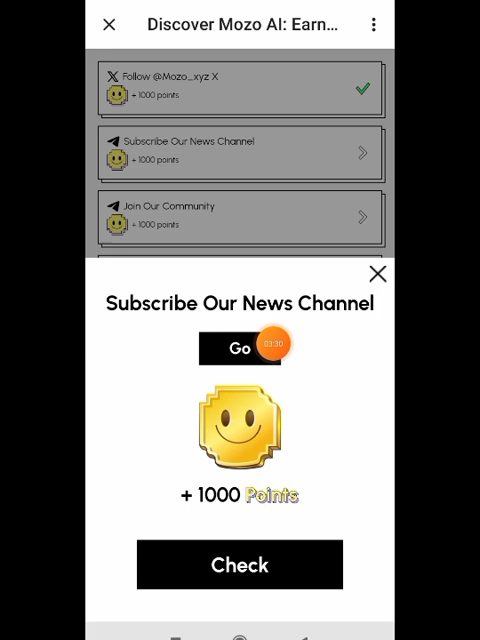 Discover Mozo AI: Earn...
Follow @Mozo_xyz X
+ 1000 points
Subscribe Our News Channel
+ 1000 points
Join Our Community
+ 1000 points
Subscribe Our News Channel
Go
03:30
+ 1000 Points
Check